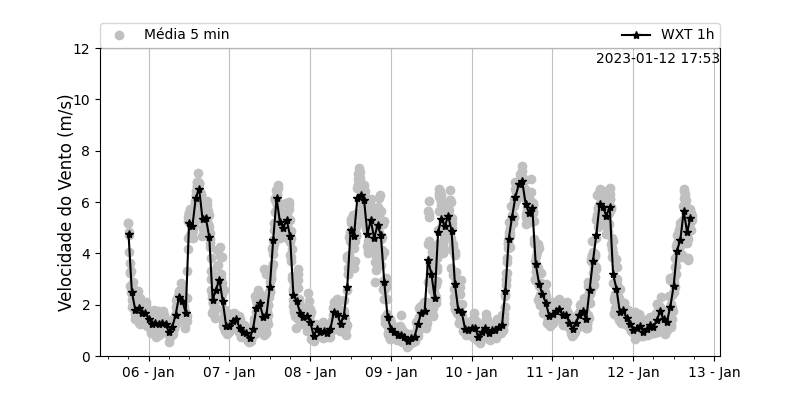 Média 5 min
WXT 1h
2023-01-12 17:53
Velocidade do Vento (m/s)
12
10
8
6
4
2
0
06 - Jan
07 - Jan
08 - Jan
09 - Jan
10 - Jan
11 - Jan
12 - Jan
13 - Jan